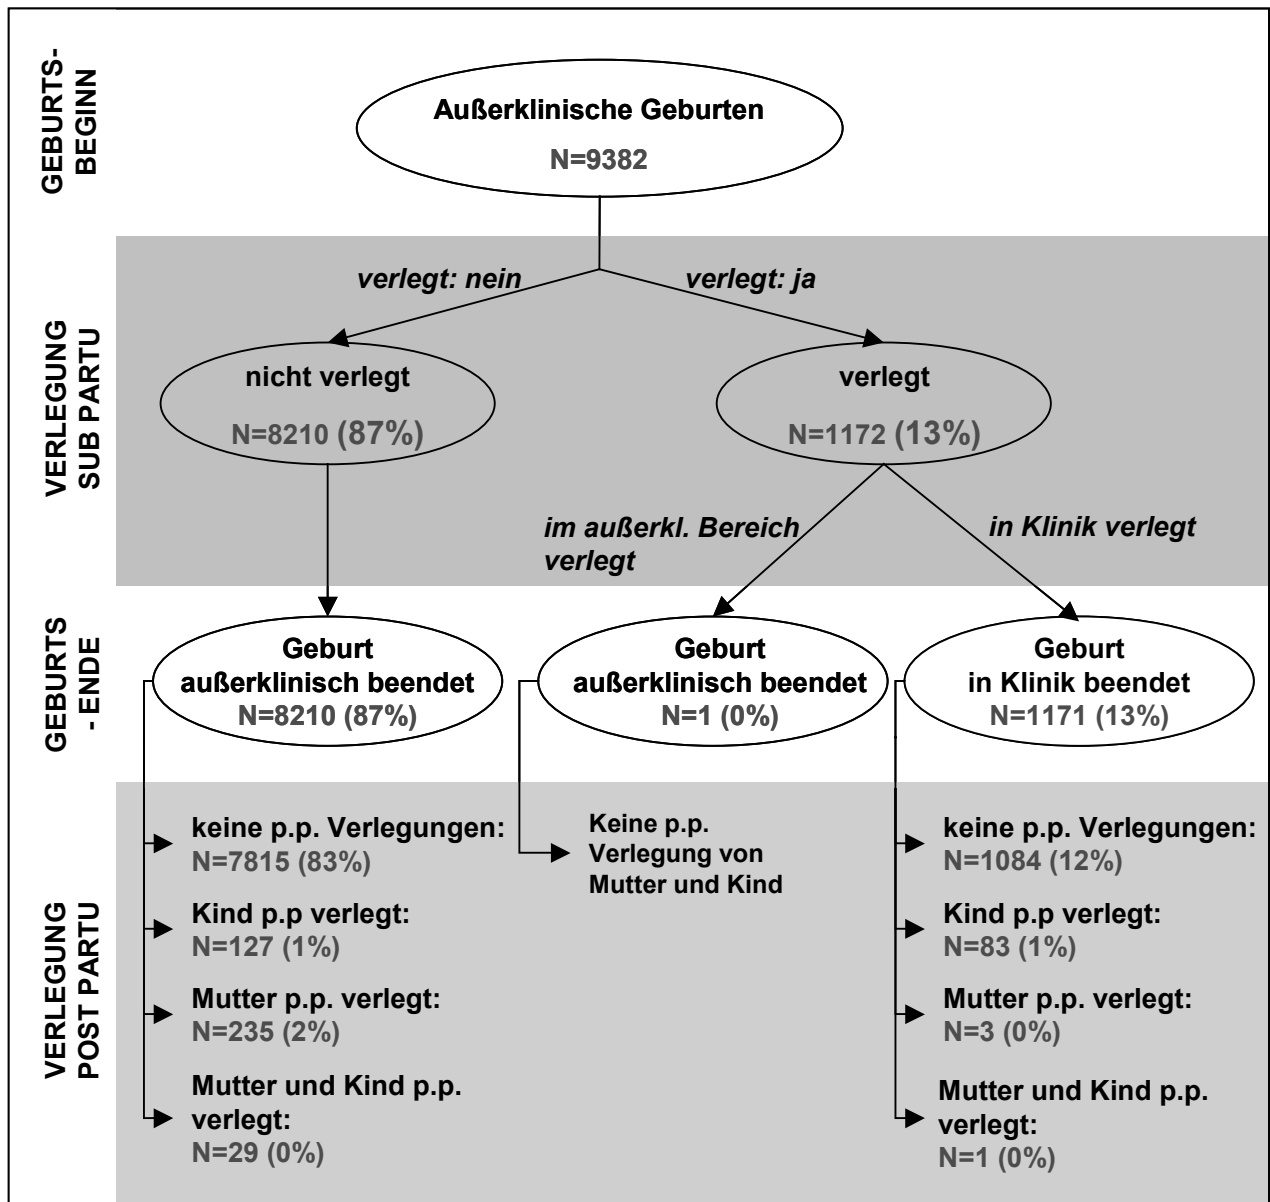 GEBURTS-
BEGINN
Außerklinische Geburten
N=9382
VERLEGUNG
SUB PARTU
verlegt: nein
verlegt: ja
nicht verlegt
N=8210 (87%)
verlegt
N=1172 (13%)
im außerkl. Bereich
verlegt
in Klinik verlegt
GEBURTS
- ENDE
Geburt
außerklinisch beendet
N=8210 (87%)
Geburt
außerklinisch beendet
N=1 (0%)
Geburt
in Klinik beendet
N=1171 (13%)
VERLEGUNG
POST PARTU
keine p.p. Verlegungen:
N=7815 (83%)
Kind p.p verlegt:
N=127 (1%)
Mutter p.p. verlegt:
N=235 (2%)
Mutter und Kind p.p.
verlegt:
N=29 (0%)
Keine p.p.
Verlegung von
Mutter und Kind
keine p.p. Verlegungen:
N=1084 (12%)
Kind p.p verlegt:
N=83 (1%)
Mutter p.p. verlegt:
N=3 (0%)
Mutter und Kind p.p.
verlegt:
N=1 (0%)